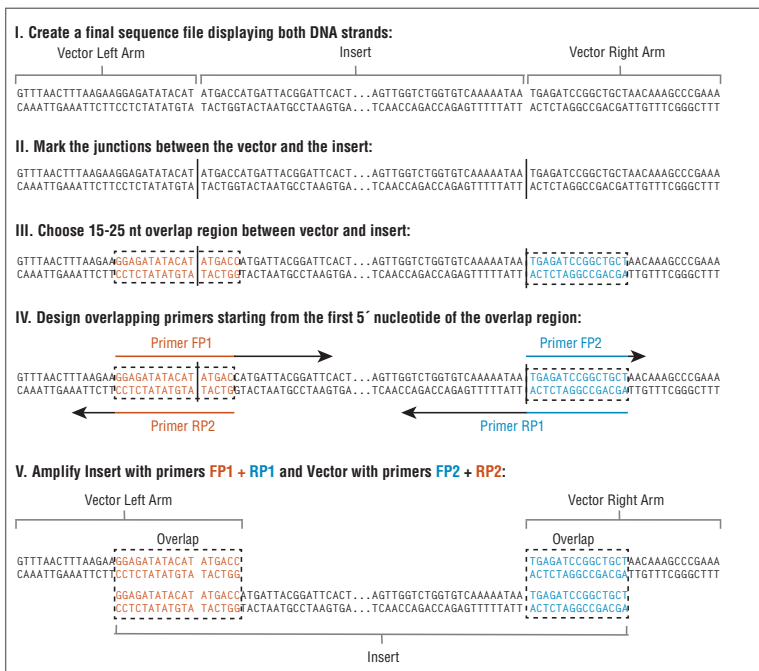 I. Create a final sequence file displaying both DNA strands:
Vector Left Arm Insert Vector Right Arm
GTTTAACTTTAAGAAGGAGATATACAT ATGACCATGATTACGGATTCACT...AGTTGGTCTGGTGTCAAAAATAA TGAGATCCGGCTGCTAACAAAGCCCGAAA
CAAATTGAAATTCTTCCTCTATATGTA TACTGGTACTAATGCCTAAGTGA...TCAACCAGACCAGAGTTTTTATT ACTCTAGGCCGACGATTGTTTCGGGCTTT
II. Mark the junctions between the vector and the insert:
GTTTAACTTTAAGAAGGAGATATACAT ATGACCATGATTACGGATTCACT...AGTTGGTCTGGTGTCAAAAATAA TGAGATCCGGCTGCTAACAAAGCCCGAAA
CAAATTGAAATTCTTCCTCTATATGTA TACTGGTACTAATGCCTAAGTGA...TCAACCAGACCAGAGTTTTTATT ACTCTAGGCCGACGATTGTTTCGGGCTTT
III. Choose 15-25 nt overlap region between vector and insert:
GTTTAACTTTAAGAAGGAGATATACAT ATGACCATGATTACGGATTCACT...AGTTGGTCTGGTGTCAAAAATAA TGAGATCCGGCTGCTAACAAAGCCCGAAA
CAAATTGAAATTCTTCCTCTATATGTA TACTGGTACTAATGCCTAAGTGA...TCAACCAGACCAGAGTTTTTATT ACTCTAGGCCGACGATTGTTTCGGGCTTT
IV. Design overlapping primers starting from the first 5´ nucleotide of the overlap region:
Primer FP1 Primer FP2
GTTTAACTTTAAGAAGGAGATATACAT ATGACCATGATTACGGATTCACT...AGTTGGTCTGGTGTCAAAAATAA TGAGATCCGGCTGCTAACAAAGCCCGAAA
CAAATTGAAATTCTTCCTCTATATGTA TACTGGTACTAATGCCTAAGTGA...TCAACCAGACCAGAGTTTTTATT ACTCTAGGCCGACGATTGTTTCGGGCTTT
Primer RP2 Primer RP1
V. Amplify Insert with primers FP1 + RP1 and Vector with primers FP2 + RP2:
Vector Left Arm Vector Right Arm
Overlap Overlap
GTTTAACTTTAAGAAGGAGATATACAT ATGACC TGAGATCCGGCTGCTAACAAAGCCCGAAA
CAAATTGAAATTCTTCCTCTATATGTA TACTGG ACTCTAGGCCGACGATTGTTTCGGGCTTT
GGAGATATACAT ATGACCATGATTACGGATTCACT...AGTTGGTCTGGTGTCAAAAATAA TGAGATCCGGCTGCT
CCTCTATATGTA TACTGGTACTAATGCCTAAGTGA...TCAACCAGACCAGAGTTTTTATT ACTCTAGGCCGACGA
Insert